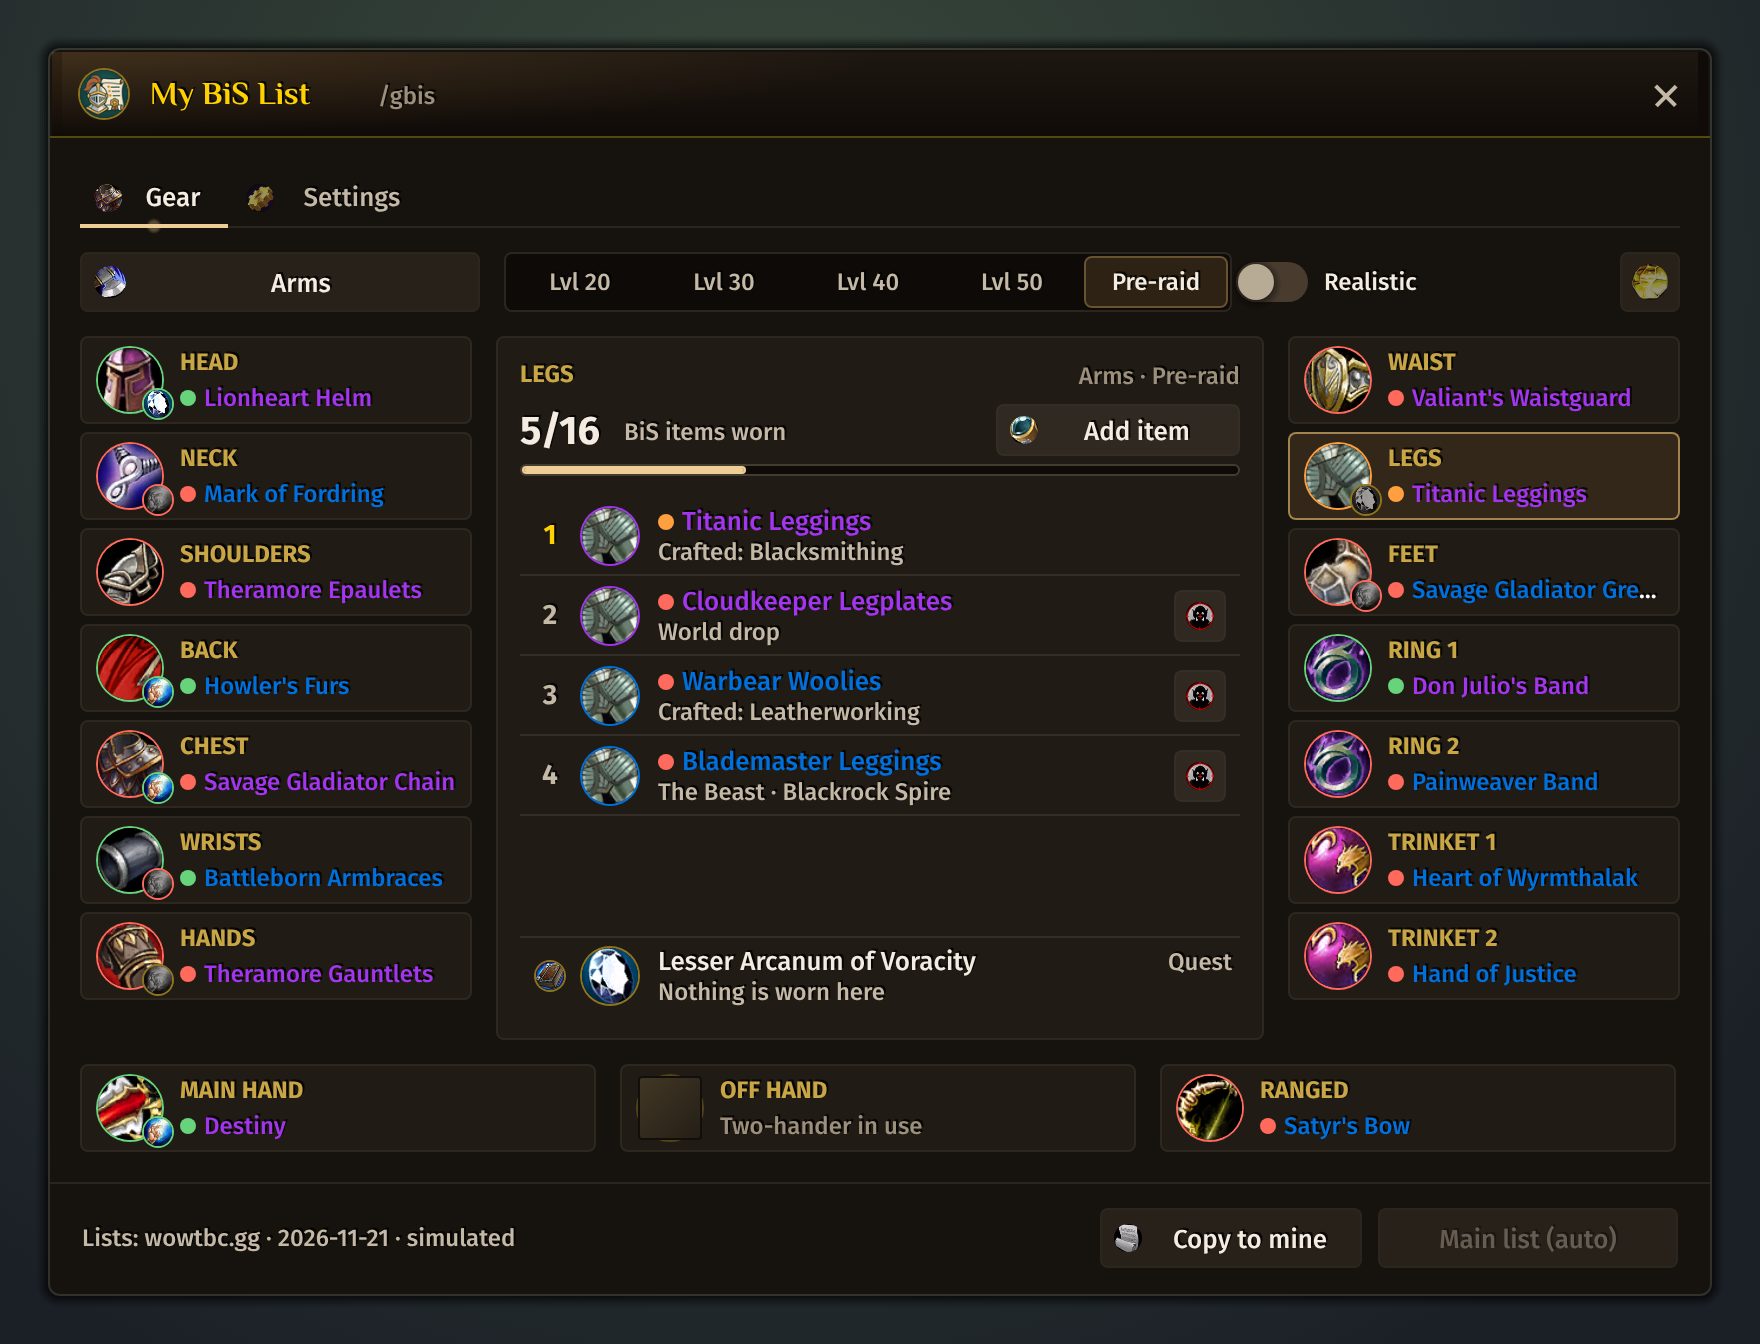 My BiS List
/gbis
Gear
Settings
Arms
Lvl 20
Lvl 30
Lvl 40
Lvl 50
Pre-raid
Realistic
HEAD
Lionheart Helm
NECK
Mark of Fordring
SHOULDERS
Theramore Epaulets
BACK
Howler's Furs
CHEST
Savage Gladiator Chain
WRISTS
Battleborn Armbraces
HANDS
Theramore Gauntlets
LEGS
Arms · Pre-raid
5/16 BiS items worn
Add item
1
Titanic Leggings
Crafted: Blacksmithing
2
Cloudkeeper Legplates
World drop
3
Warbear Woolies
Crafted: Leatherworking
4
Blademaster Leggings
The Beast · Blackrock Spire
Lesser Arcanum of Voracity
Quest
Nothing is worn here
WAIST
Valiant's Waistguard
LEGS
Titanic Leggings
FEET
Savage Gladiator Gre...
RING 1
Don Julio's Band
RING 2
Painweaver Band
TRINKET 1
Heart of Wyrmthalak
TRINKET 2
Hand of Justice
MAIN HAND
Destiny
OFF HAND
Two-hander in use
RANGED
Satyr's Bow
Lists: wowtbc.gg · 2026-11-21 · simulated
Copy to mine
Main list (auto)